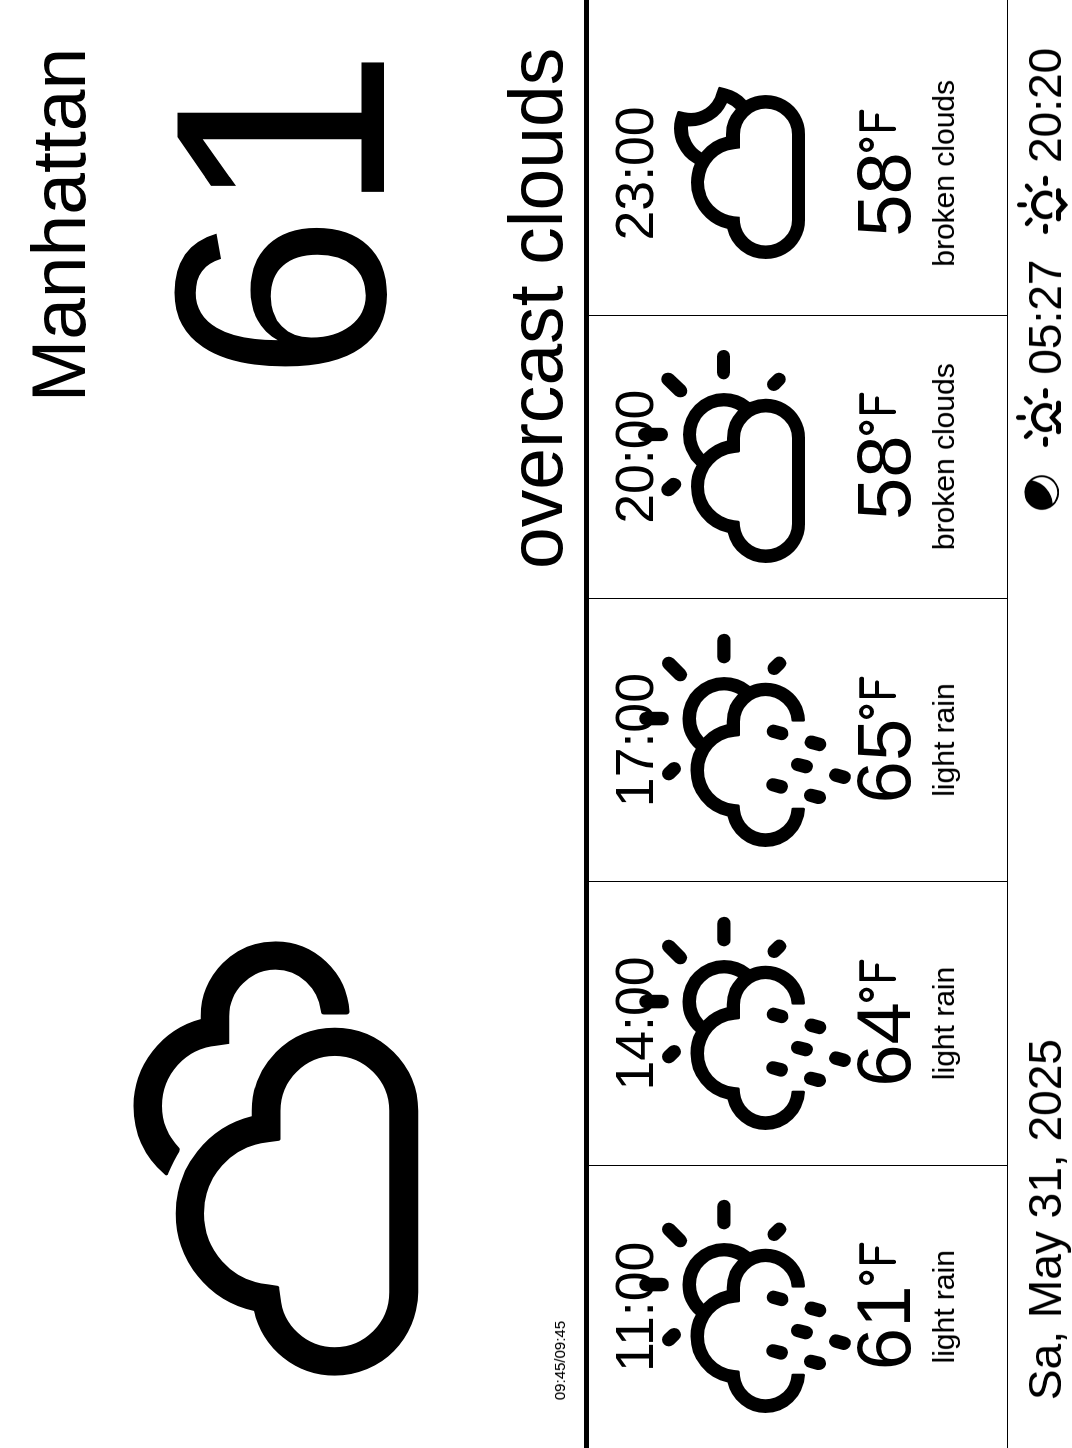 Manhattan
61
overcast clouds
09:45/09:45
11:00
61°F
light rain
14:00
64°F
light rain
17:00
65°F
light rain
20:00
58°F
broken clouds
23:00
58°F
broken clouds
Sa, May 31, 2025
05:27
20:20